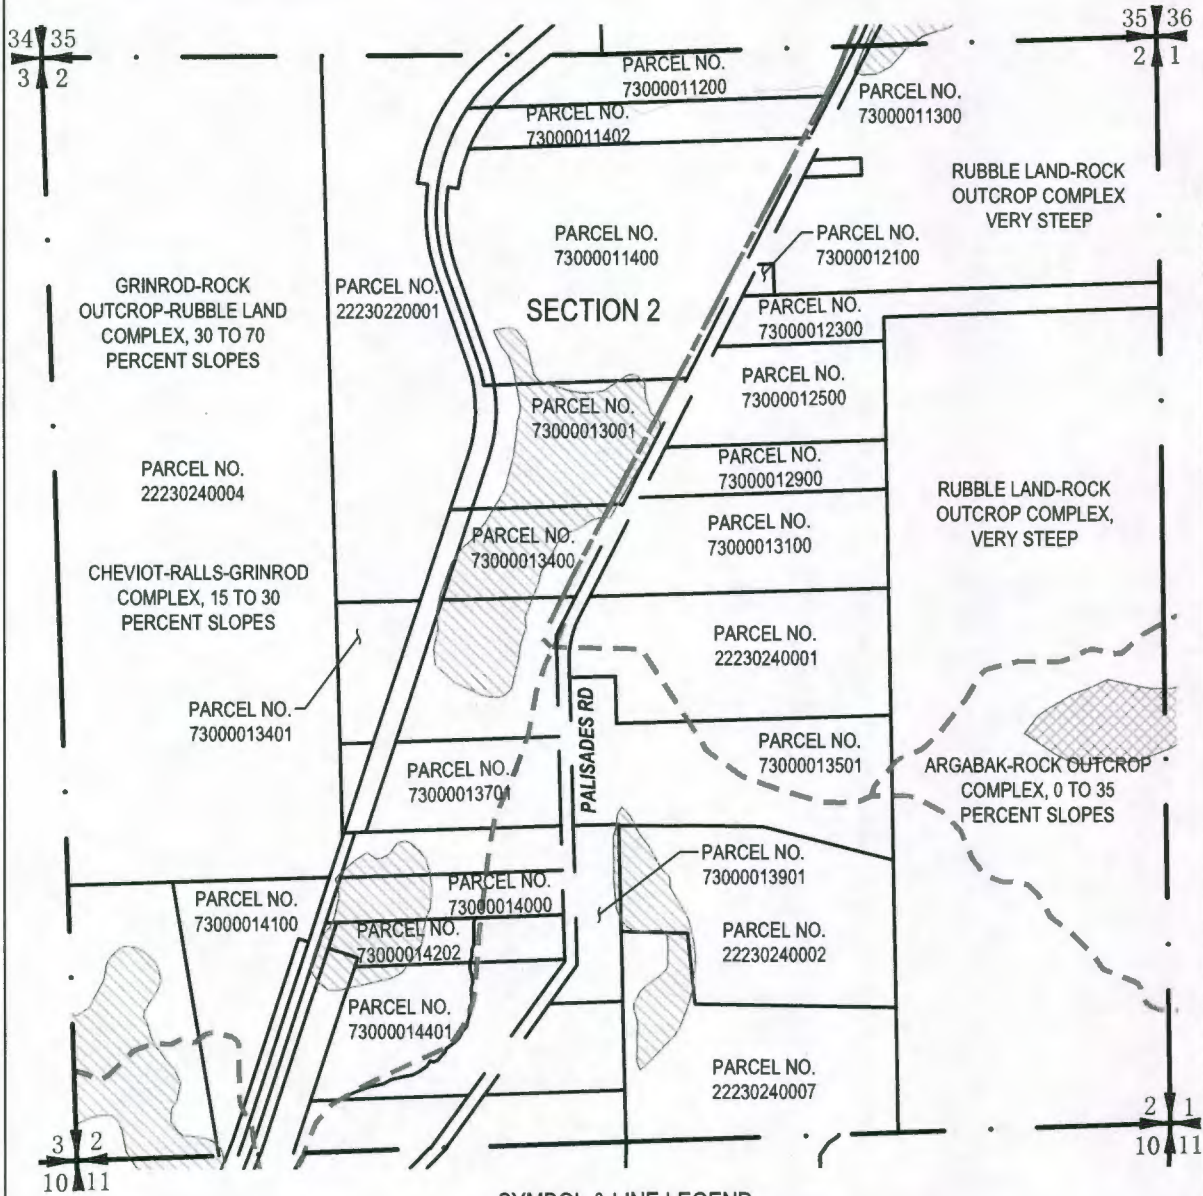 34 35
3 2
35 36
2 1
PARCEL NO.
73000011200
PARCEL NO.
73000011300
PARCEL NO.
73000011402
RUBBLE LAND-ROCK
OUTCROP COMPLEX
VERY STEEP
PARCEL NO.
73000011400
PARCEL NO.
73000012100
GRINROD-ROCK
OUTCROP-RUBBLE LAND
COMPLEX, 30 TO 70
PERCENT SLOPES
PARCEL NO.
22230220001
SECTION 2
PARCEL NO.
73000012300
PARCEL NO.
73000012500
PARCEL NO.
73000013001
PARCEL NO.
22230240004
PARCEL NO.
73000012900
RUBBLE LAND-ROCK
OUTCROP COMPLEX,
VERY STEEP
PARCEL NO.
73000013400
PARCEL NO.
73000013100
CHEVIOT-RALLS-GRINROD
COMPLEX, 15 TO 30
PERCENT SLOPES
PARCEL NO.
22230240001
PARCEL NO.
73000013401
PALISADES RD
PARCEL NO.
73000013501
PARCEL NO.
73000013701
ARGABAK-ROCK OUTCROP
COMPLEX, 0 TO 35
PERCENT SLOPES
PARCEL NO.
73000013901
PARCEL NO.
73000014100
PARCEL NO.
73000014000
PARCEL NO.
73000014202
PARCEL NO.
22230240002
PARCEL NO.
73000014401
PARCEL NO.
22230240007
3 2
10 11
2 1
10 11
SYMBOL & LINE LEGEND